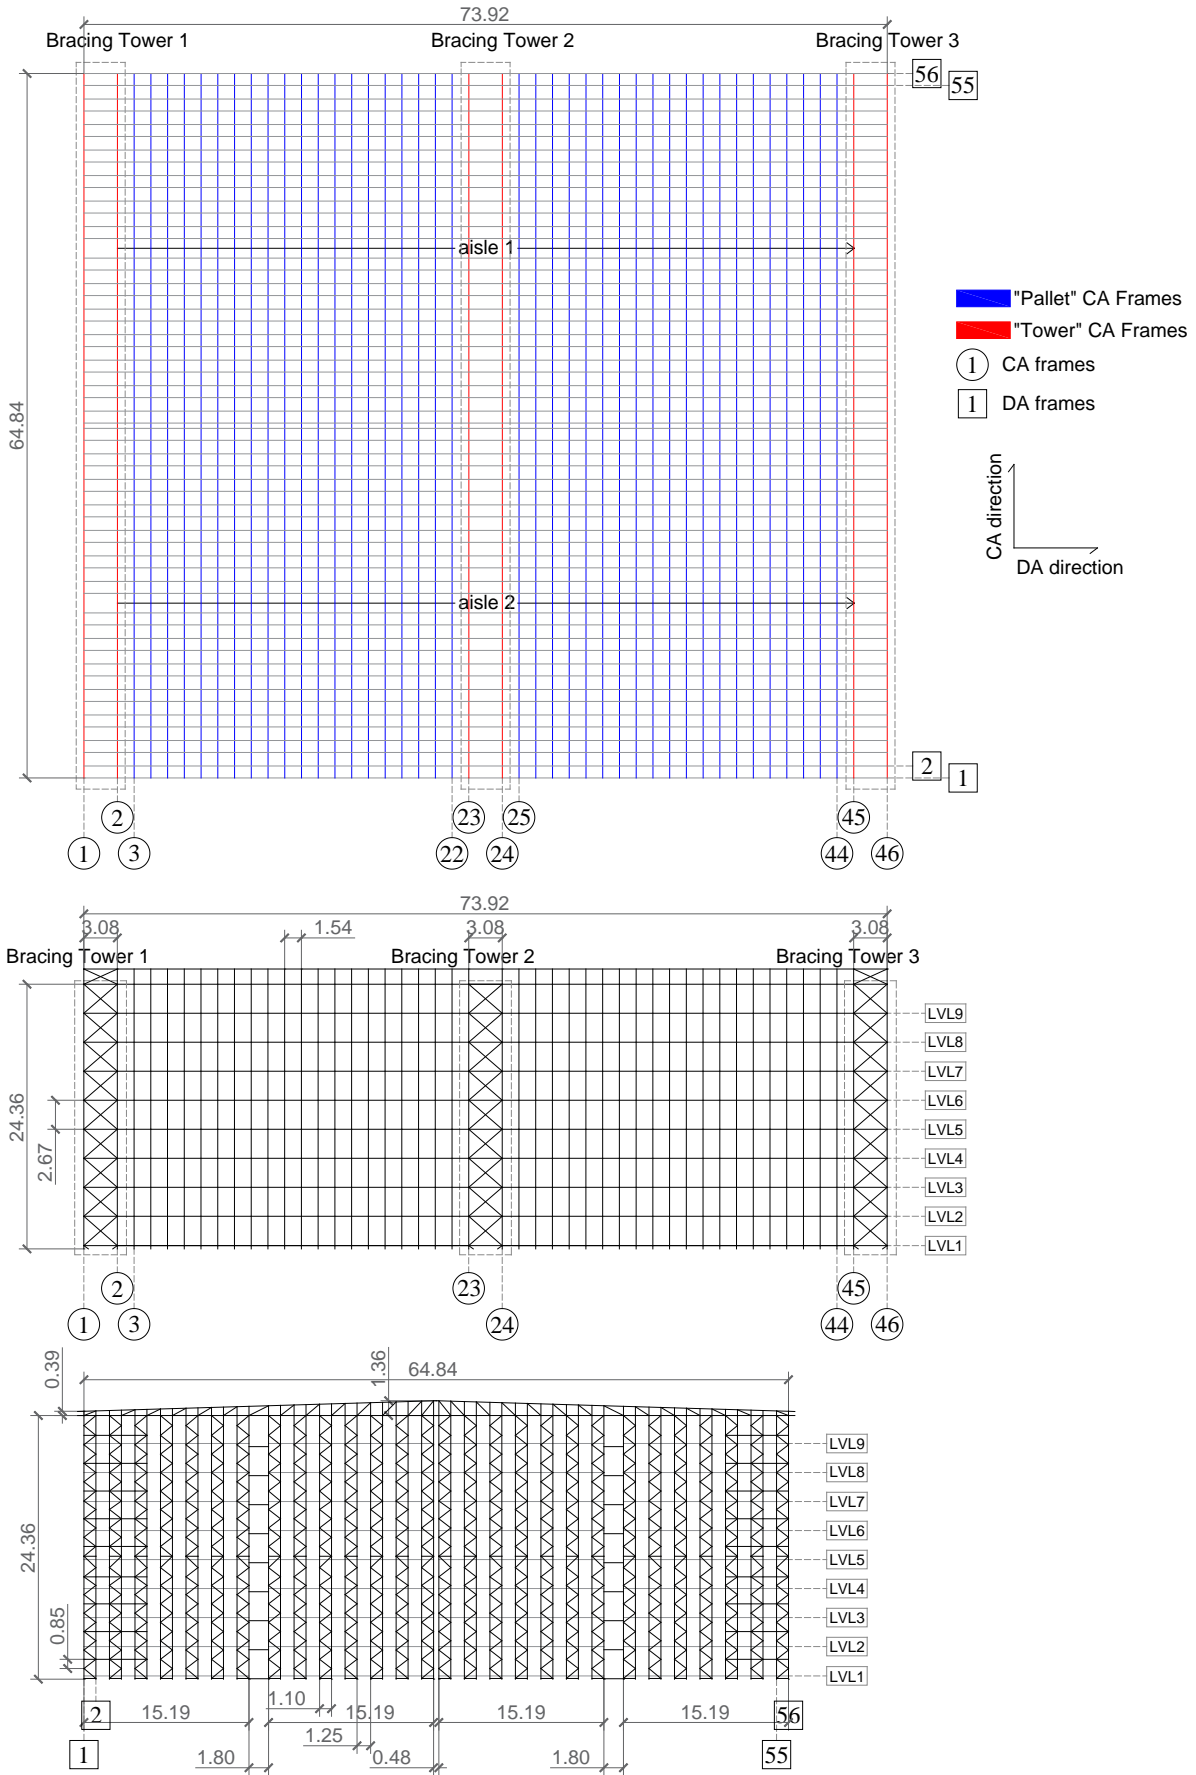 73.92
Bracing Tower 1
Bracing Tower 2
Bracing Tower 3
56
55
64.84
aisle 1
"Pallet" CA Frames
"Tower" CA Frames
1 CA frames
1 DA frames
CA direction
DA direction
aisle 2
2
1
2
23
25
45
1
3
22
24
44
46
73.92
3.08
1.54
3.08
3.08
Bracing Tower 1
Bracing Tower 2
Bracing Tower 3
24.36
2.67
LVL9
LVL8
LVL7
LVL6
LVL5
LVL4
LVL3
LVL2
LVL1
2
23
45
1
3
24
44
46
0.39
1.36
64.84
24.36
0.85
LVL9
LVL8
LVL7
LVL6
LVL5
LVL4
LVL3
LVL2
LVL1
2
15.19
1.10
15.19
15.19
15.19
56
1
1.25
55
1.80
0.48
1.80